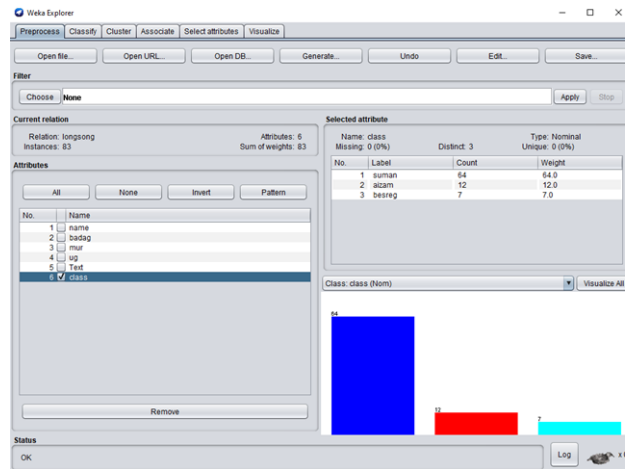 Weka Explorer
Preprocess Classify Cluster Associate Select attributes Visualize
Open file... Open URL... Open DB... Generate... Undo Edit... Save...
Filter
Choose None Apply Stop
Current relation
Relation: longsong Attributes: 6
Instances: 83 Sum of weights: 83
Attributes
All None Invert Pattern
No. Name
1 name
2 badag
3 mur
4 ug
5 Text
6 class
Remove
Selected attribute
Name: class Type: Nominal
Missing: 0 (0%) Distinct: 3 Unique: 0 (0%)
No. Label Count Weight
1 suman 64 64.0
2 aizam 12 12.0
3 besreg 7 7.0
Class: class (Nom) Visualize All
64
12
7
Status
OK
Log